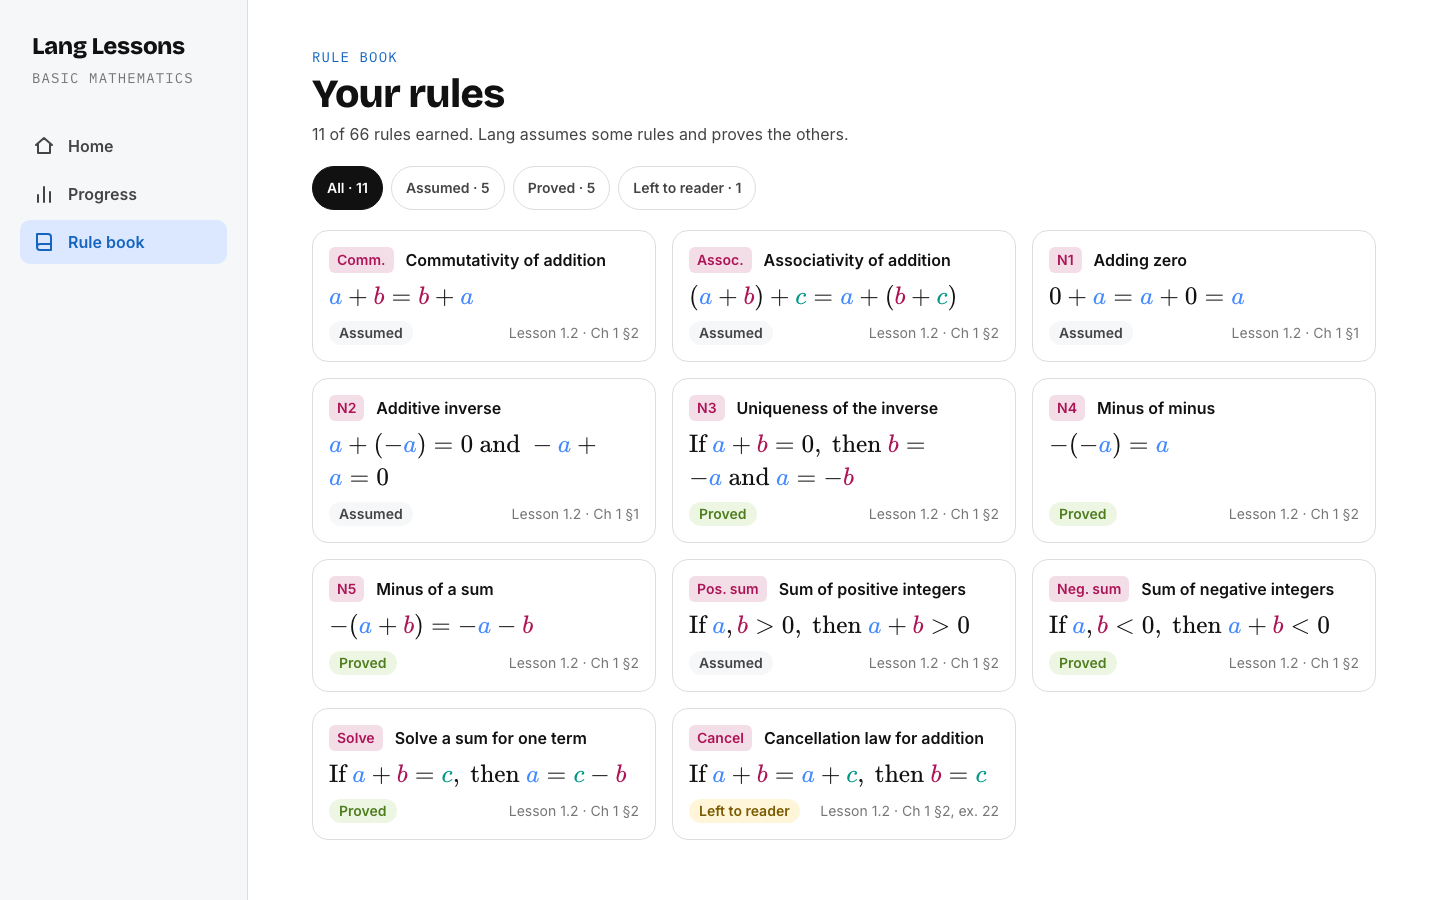 Lang Lessons
BASIC MATHEMATICS
Home
Progress
Rule book
RULE BOOK
Your rules
11 of 66 rules earned. Lang assumes some rules and proves the others.
All · 11
Assumed · 5
Proved · 5
Left to reader · 1
Comm. Commutativity of addition
a + b = b + a
Assumed Lesson 1.2 · Ch 1 §2
Assoc. Associativity of addition
(a + b) + c = a + (b + c)
Assumed Lesson 1.2 · Ch 1 §2
N1 Adding zero
0 + a = a + 0 = a
Assumed Lesson 1.2 · Ch 1 §1
N2 Additive inverse
a + (−a) = 0 and − a +
a = 0
Assumed Lesson 1.2 · Ch 1 §1
N3 Uniqueness of the inverse
If a + b = 0, then b =
−a and a = −b
Proved Lesson 1.2 · Ch 1 §2
N4 Minus of minus
−(−a) = a
Proved Lesson 1.2 · Ch 1 §2
N5 Minus of a sum
−(a + b) = −a − b
Proved Lesson 1.2 · Ch 1 §2
Pos. sum Sum of positive integers
If a, b > 0, then a + b > 0
Assumed Lesson 1.2 · Ch 1 §2
Neg. sum Sum of negative integers
If a, b < 0, then a + b < 0
Proved Lesson 1.2 · Ch 1 §2
Solve Solve a sum for one term
If a + b = c, then a = c − b
Proved Lesson 1.2 · Ch 1 §2
Cancel Cancellation law for addition
If a + b = a + c, then b = c
Left to reader Lesson 1.2 · Ch 1 §2, ex. 22